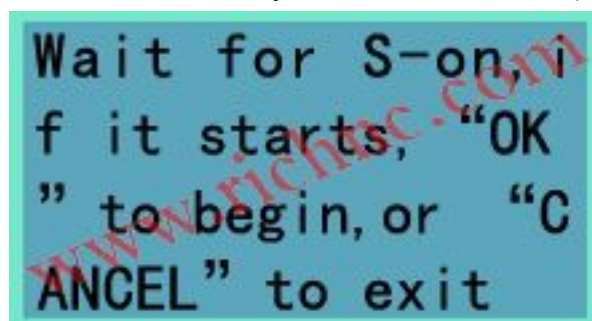 Wait for S-on,i
f it starts, “OK
” to begin,or “C
ANCEL” to exit
www.richnc.com